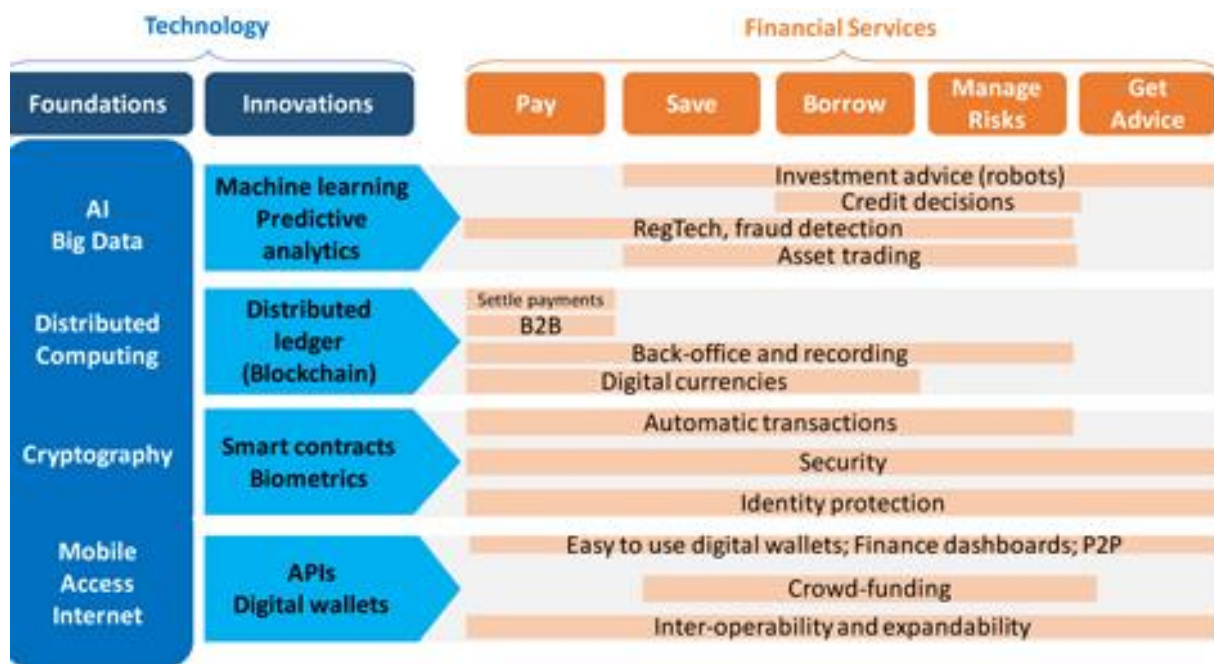 Technology
Financial Services
Foundations
Innovations
Pay
Save
Borrow
Manage
Risks
Get
Advice
AI
Big Data
Machine learning
Predictive
analytics
Investment advice (robots)
Credit decisions
RegTech, fraud detection
Asset trading
Distributed
Computing
Distributed
ledger
(Blockchain)
Settle payments
B2B
Back-office and recording
Digital currencies
Cryptography
Smart contracts
Biometrics
Automatic transactions
Security
Identity protection
Mobile
Access
Internet
APIs
Digital wallets
Easy to use digital wallets; Finance dashboards; P2P
Crowd-funding
Inter-operability and expandability